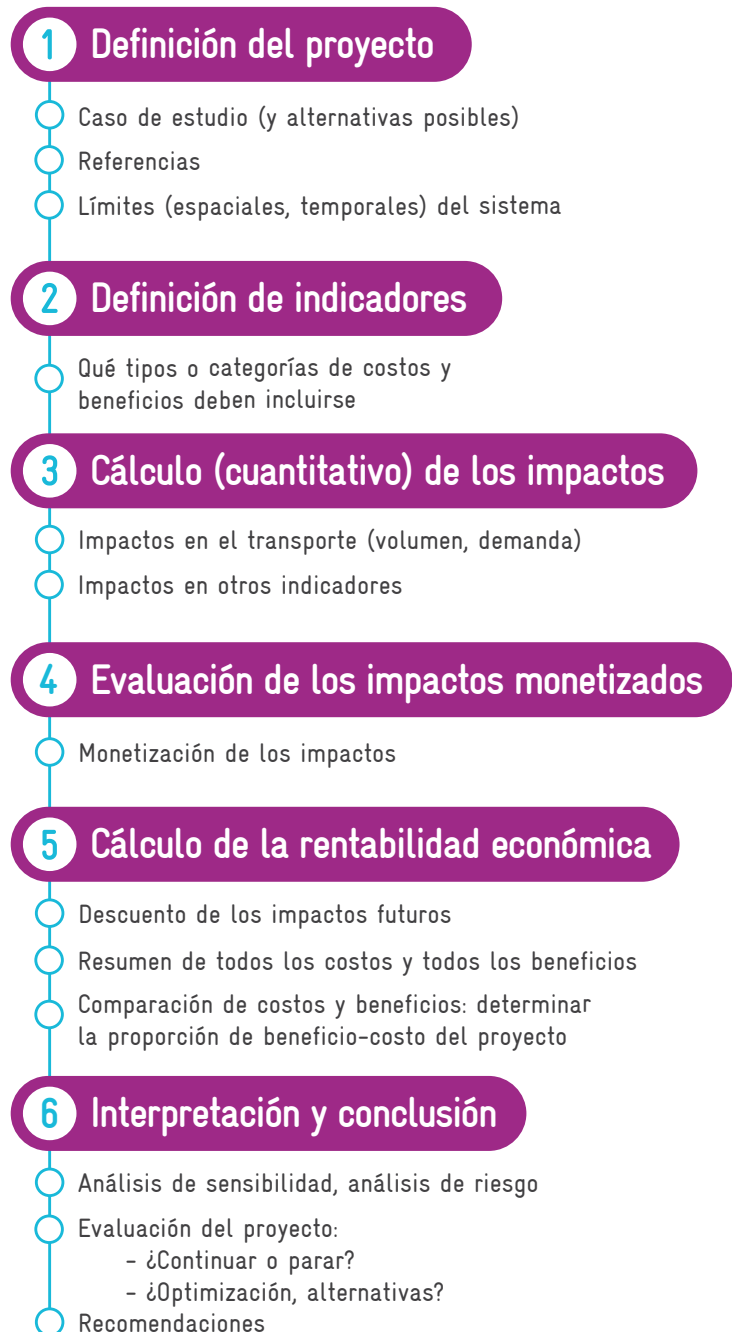 1 Definición del proyecto
Caso de estudio (y alternativas posibles)
Referencias
Límites (espaciales, temporales) del sistema
2 Definición de indicadores
Qué tipos o categorías de costos y
beneficios deben incluirse
3 Cálculo (cuantitativo) de los impactos
Impactos en el transporte (volumen, demanda)
Impactos en otros indicadores
4 Evaluación de los impactos monetizados
Monetización de los impactos
5 Cálculo de la rentabilidad económica
Descuento de los impactos futuros
Resumen de todos los costos y todos los beneficios
Comparación de costos y beneficios: determinar
la proporción de beneficio-costo del proyecto
6 Interpretación y conclusión
Análisis de sensibilidad, análisis de riesgo
Evaluación del proyecto:
- ¿Continuar o parar?
- ¿Optimización, alternativas?
Recomendaciones